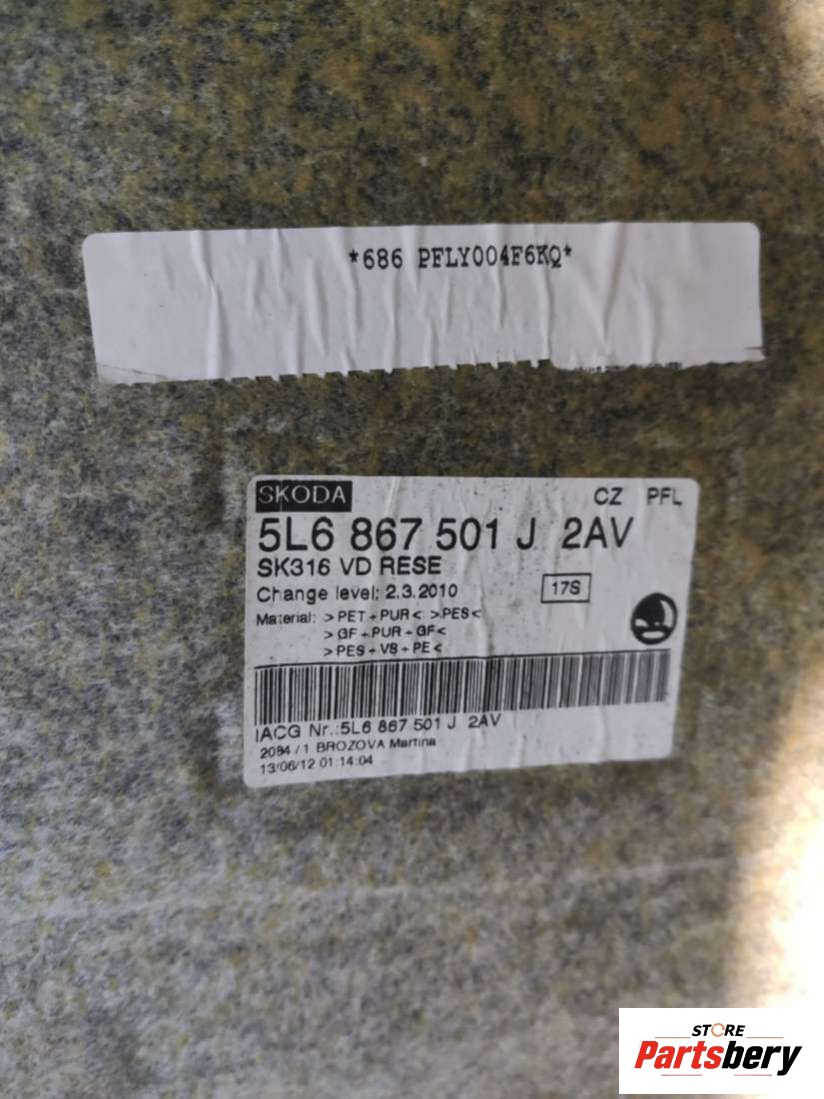 *686 PFLY004F6KQ*
SKODA
CZ PFL
5L6 867 501 J 2AV
SK316 VD RESE
Change level: 2.3.2010
17S
Material: >PET+PUR< >PES<
>GF+PUR+GF<
>PES+VS+PE<
IACG Nr.:5L6 867 501 J 2AV
2084/1 BROZOVA Martina
13/06/12 01:14:04
STORE
Partsbery